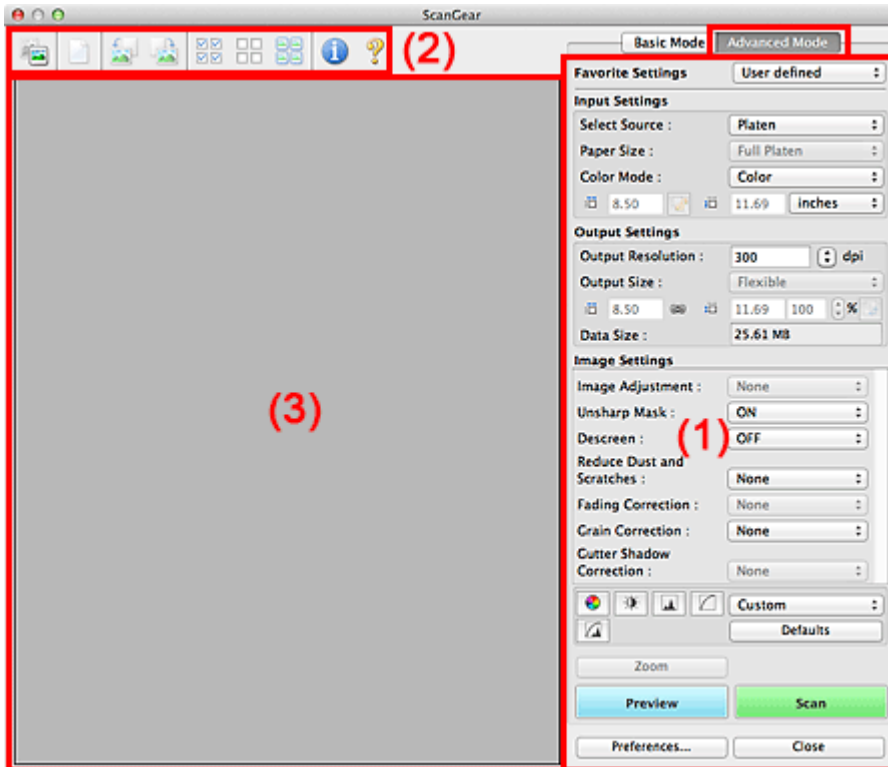 ScanGear
(2)
Basic Mode Advanced Mode
Favorite Settings User defined
Input Settings
Select Source : Platen
Paper Size : Full Platen
Color Mode : Color
8.50 11.69 inches
Output Settings
Output Resolution : 300 dpi
Output Size : Flexible
8.50 11.69 100 %
Data Size : 25.61 MB
Image Settings
Image Adjustment : None
Unsharp Mask : ON
(3)
(1)
Descreen : OFF
Reduce Dust and
Scratches : None
Fading Correction : None
Grain Correction : None
Gutter Shadow
Correction : None
Custom
Defaults
Zoom
Preview Scan
Preferences... Close